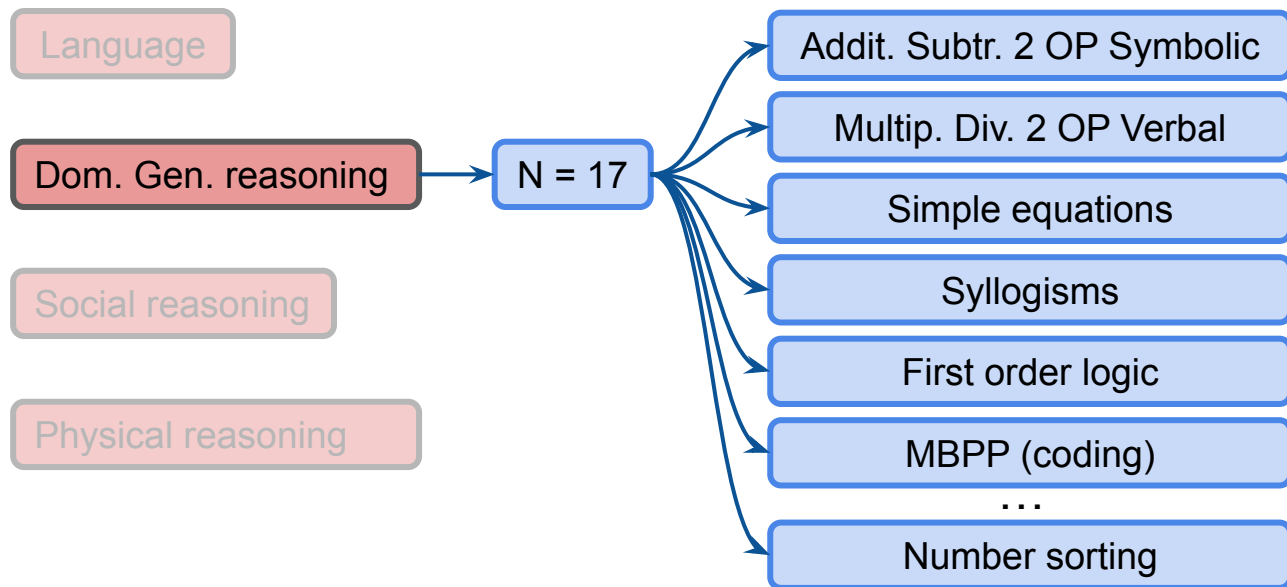 Language
Dom. Gen. reasoning
Social reasoning
Physical reasoning
N = 17
Addit. Subtr. 2 OP Symbolic
Multip. Div. 2 OP Verbal
Simple equations
Syllogisms
First order logic
MBPP (coding)
...
Number sorting